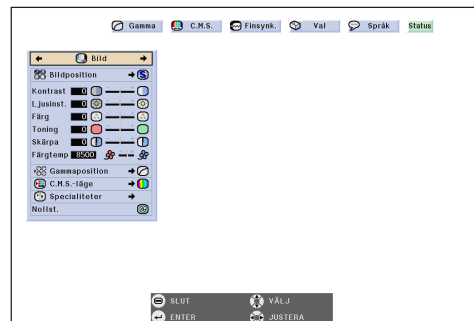 Gamma C.M.S. Finsynk. Val Språk Status
Bild
Bildposition S
Kontrast 0
Ljusinst. 0
Färg 0
Toning 0
Skärpa 0
Färgtemp 8500
Gammaposition
C.M.S.-läge
Specialiteter
Nollst.
SLUT VÄLJ
ENTER JUSTERA